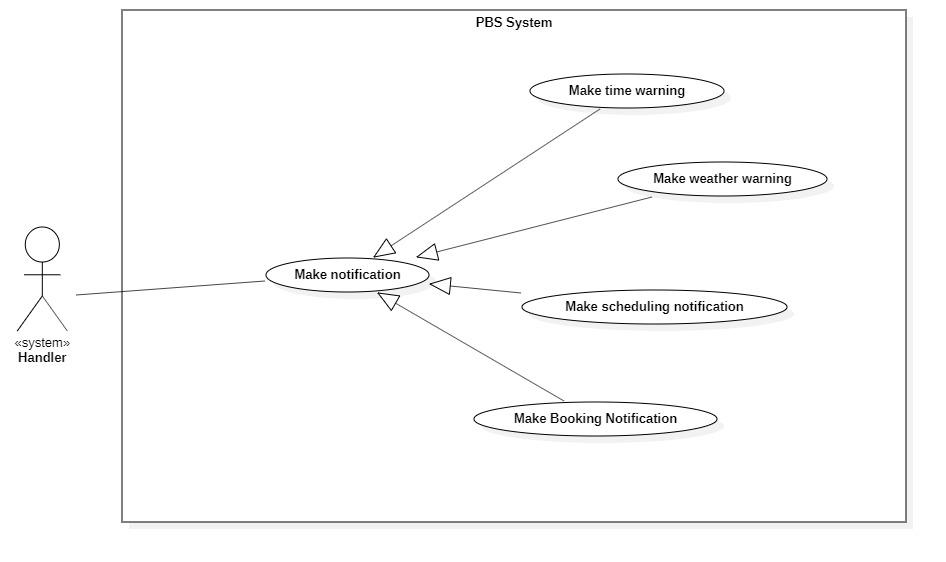 PBS System
Make time warning
Make weather warning
Make notification
Make scheduling notification
«system»
Handler
Make Booking Notification